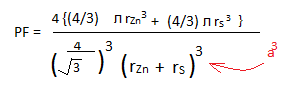 PF = 4 {(4/3) π rZn³ + (4/3) π rS³ } / (4/√3)³ (rZn + rS)³
a³